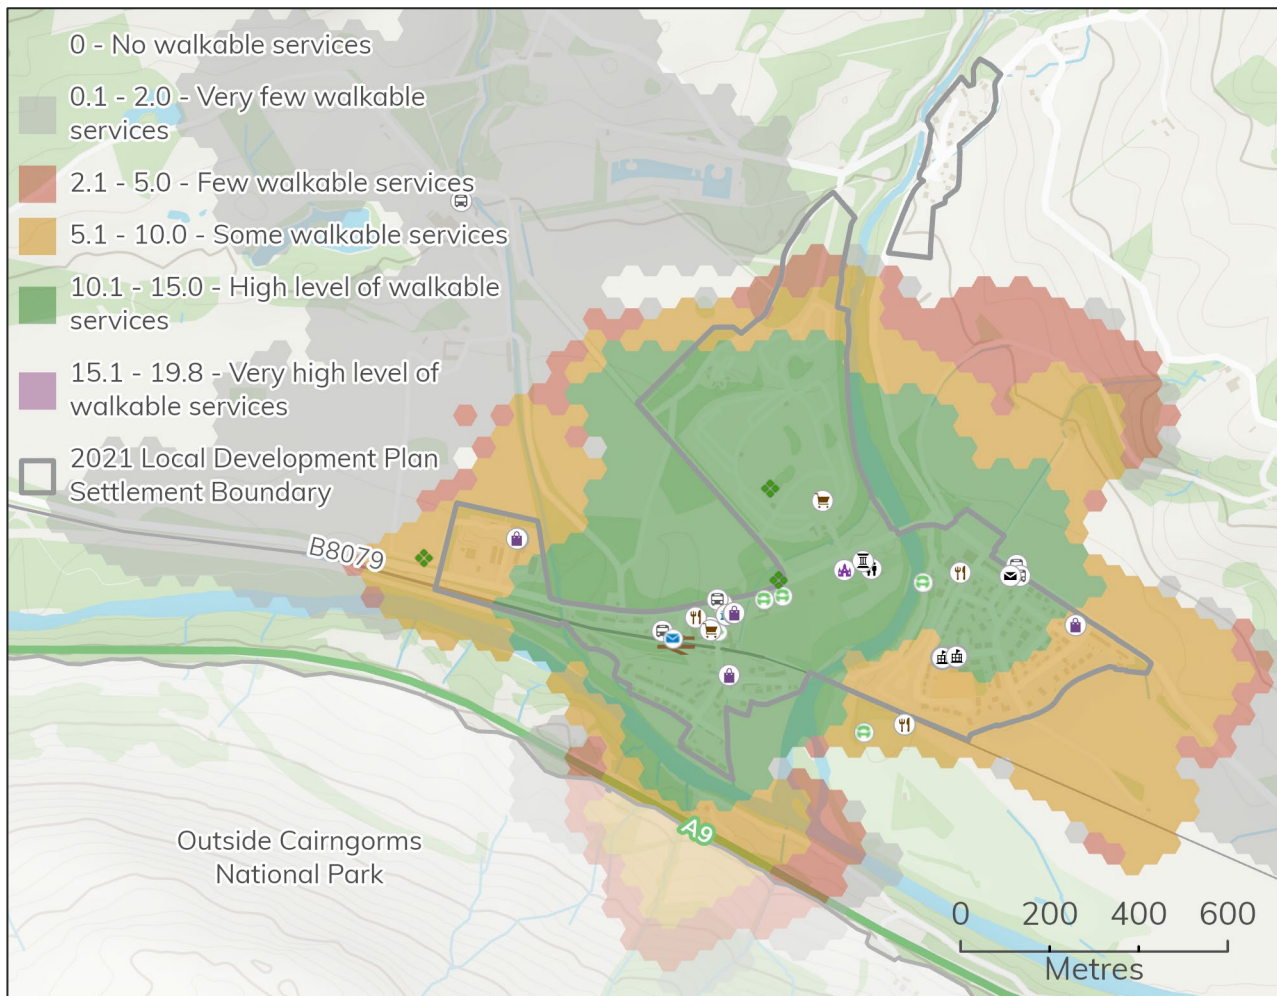 0 - No walkable services
0.1 - 2.0 - Very few walkable
services
2.1 - 5.0 - Few walkable services
5.1 - 10.0 - Some walkable services
10.1 - 15.0 - High level of walkable
services
15.1 - 19.8 - Very high level of
walkable services
2021 Local Development Plan
Settlement Boundary
B8079
A9
Outside Cairngorms
National Park
0 200 400 600
Metres